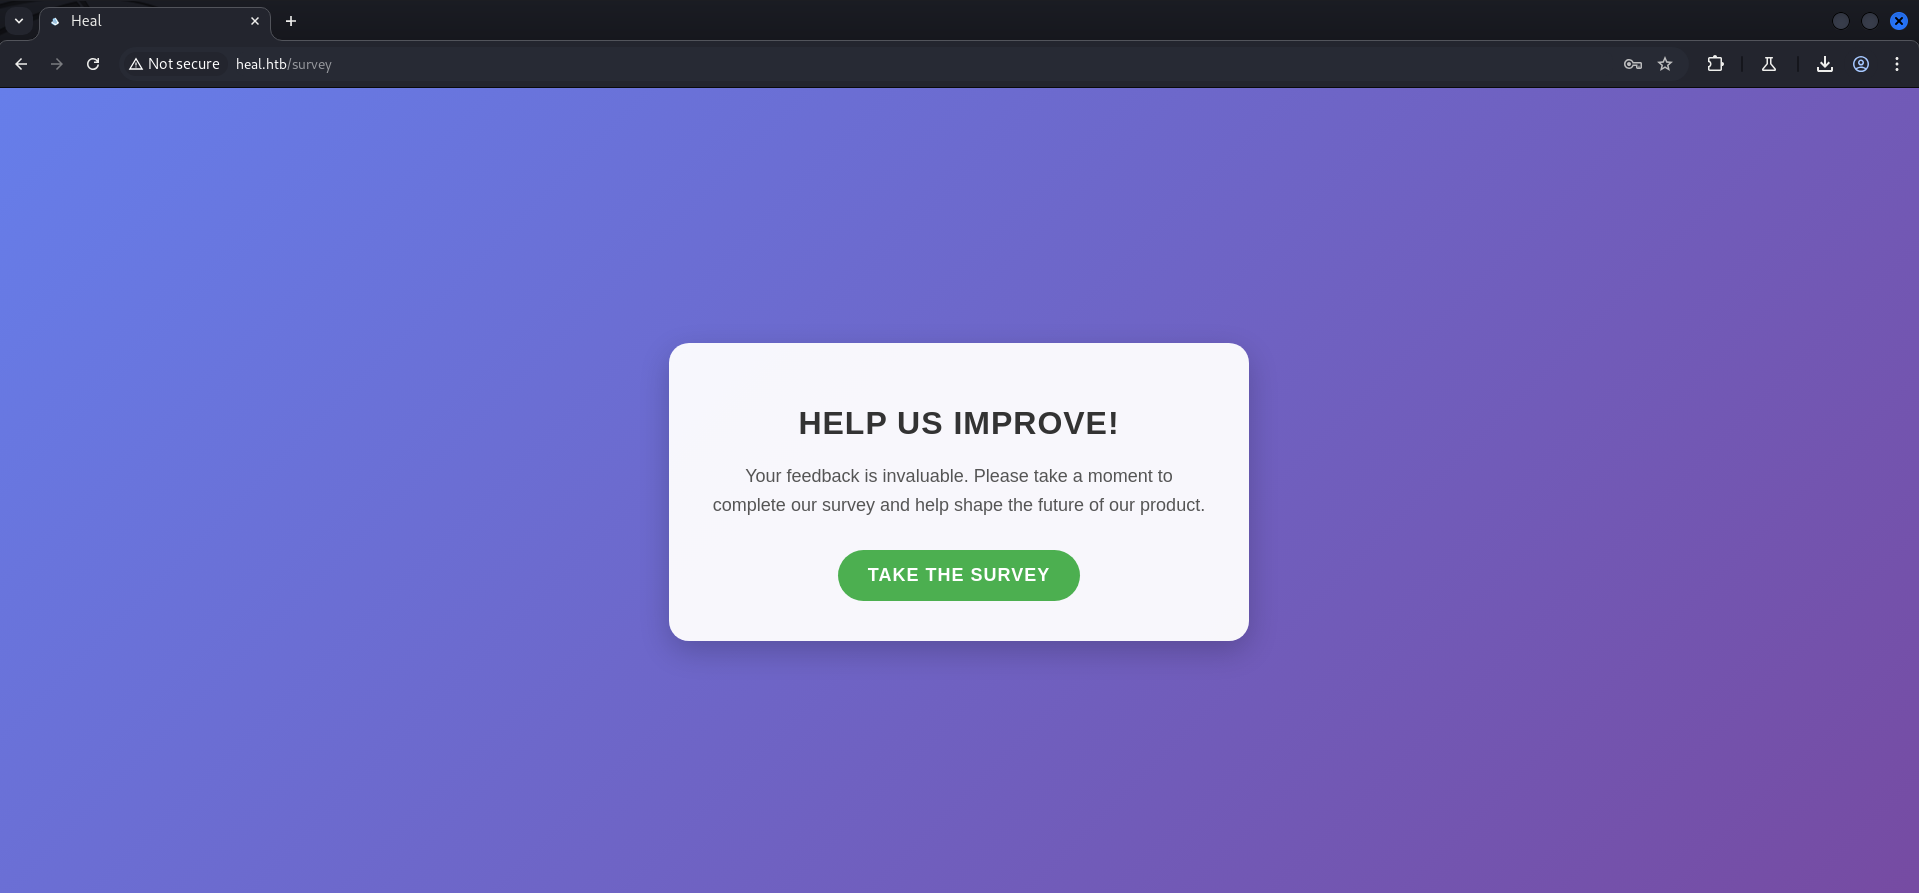 Heal
Not secure heal.htb/survey
HELP US IMPROVE!
Your feedback is invaluable. Please take a moment to
complete our survey and help shape the future of our product.
TAKE THE SURVEY